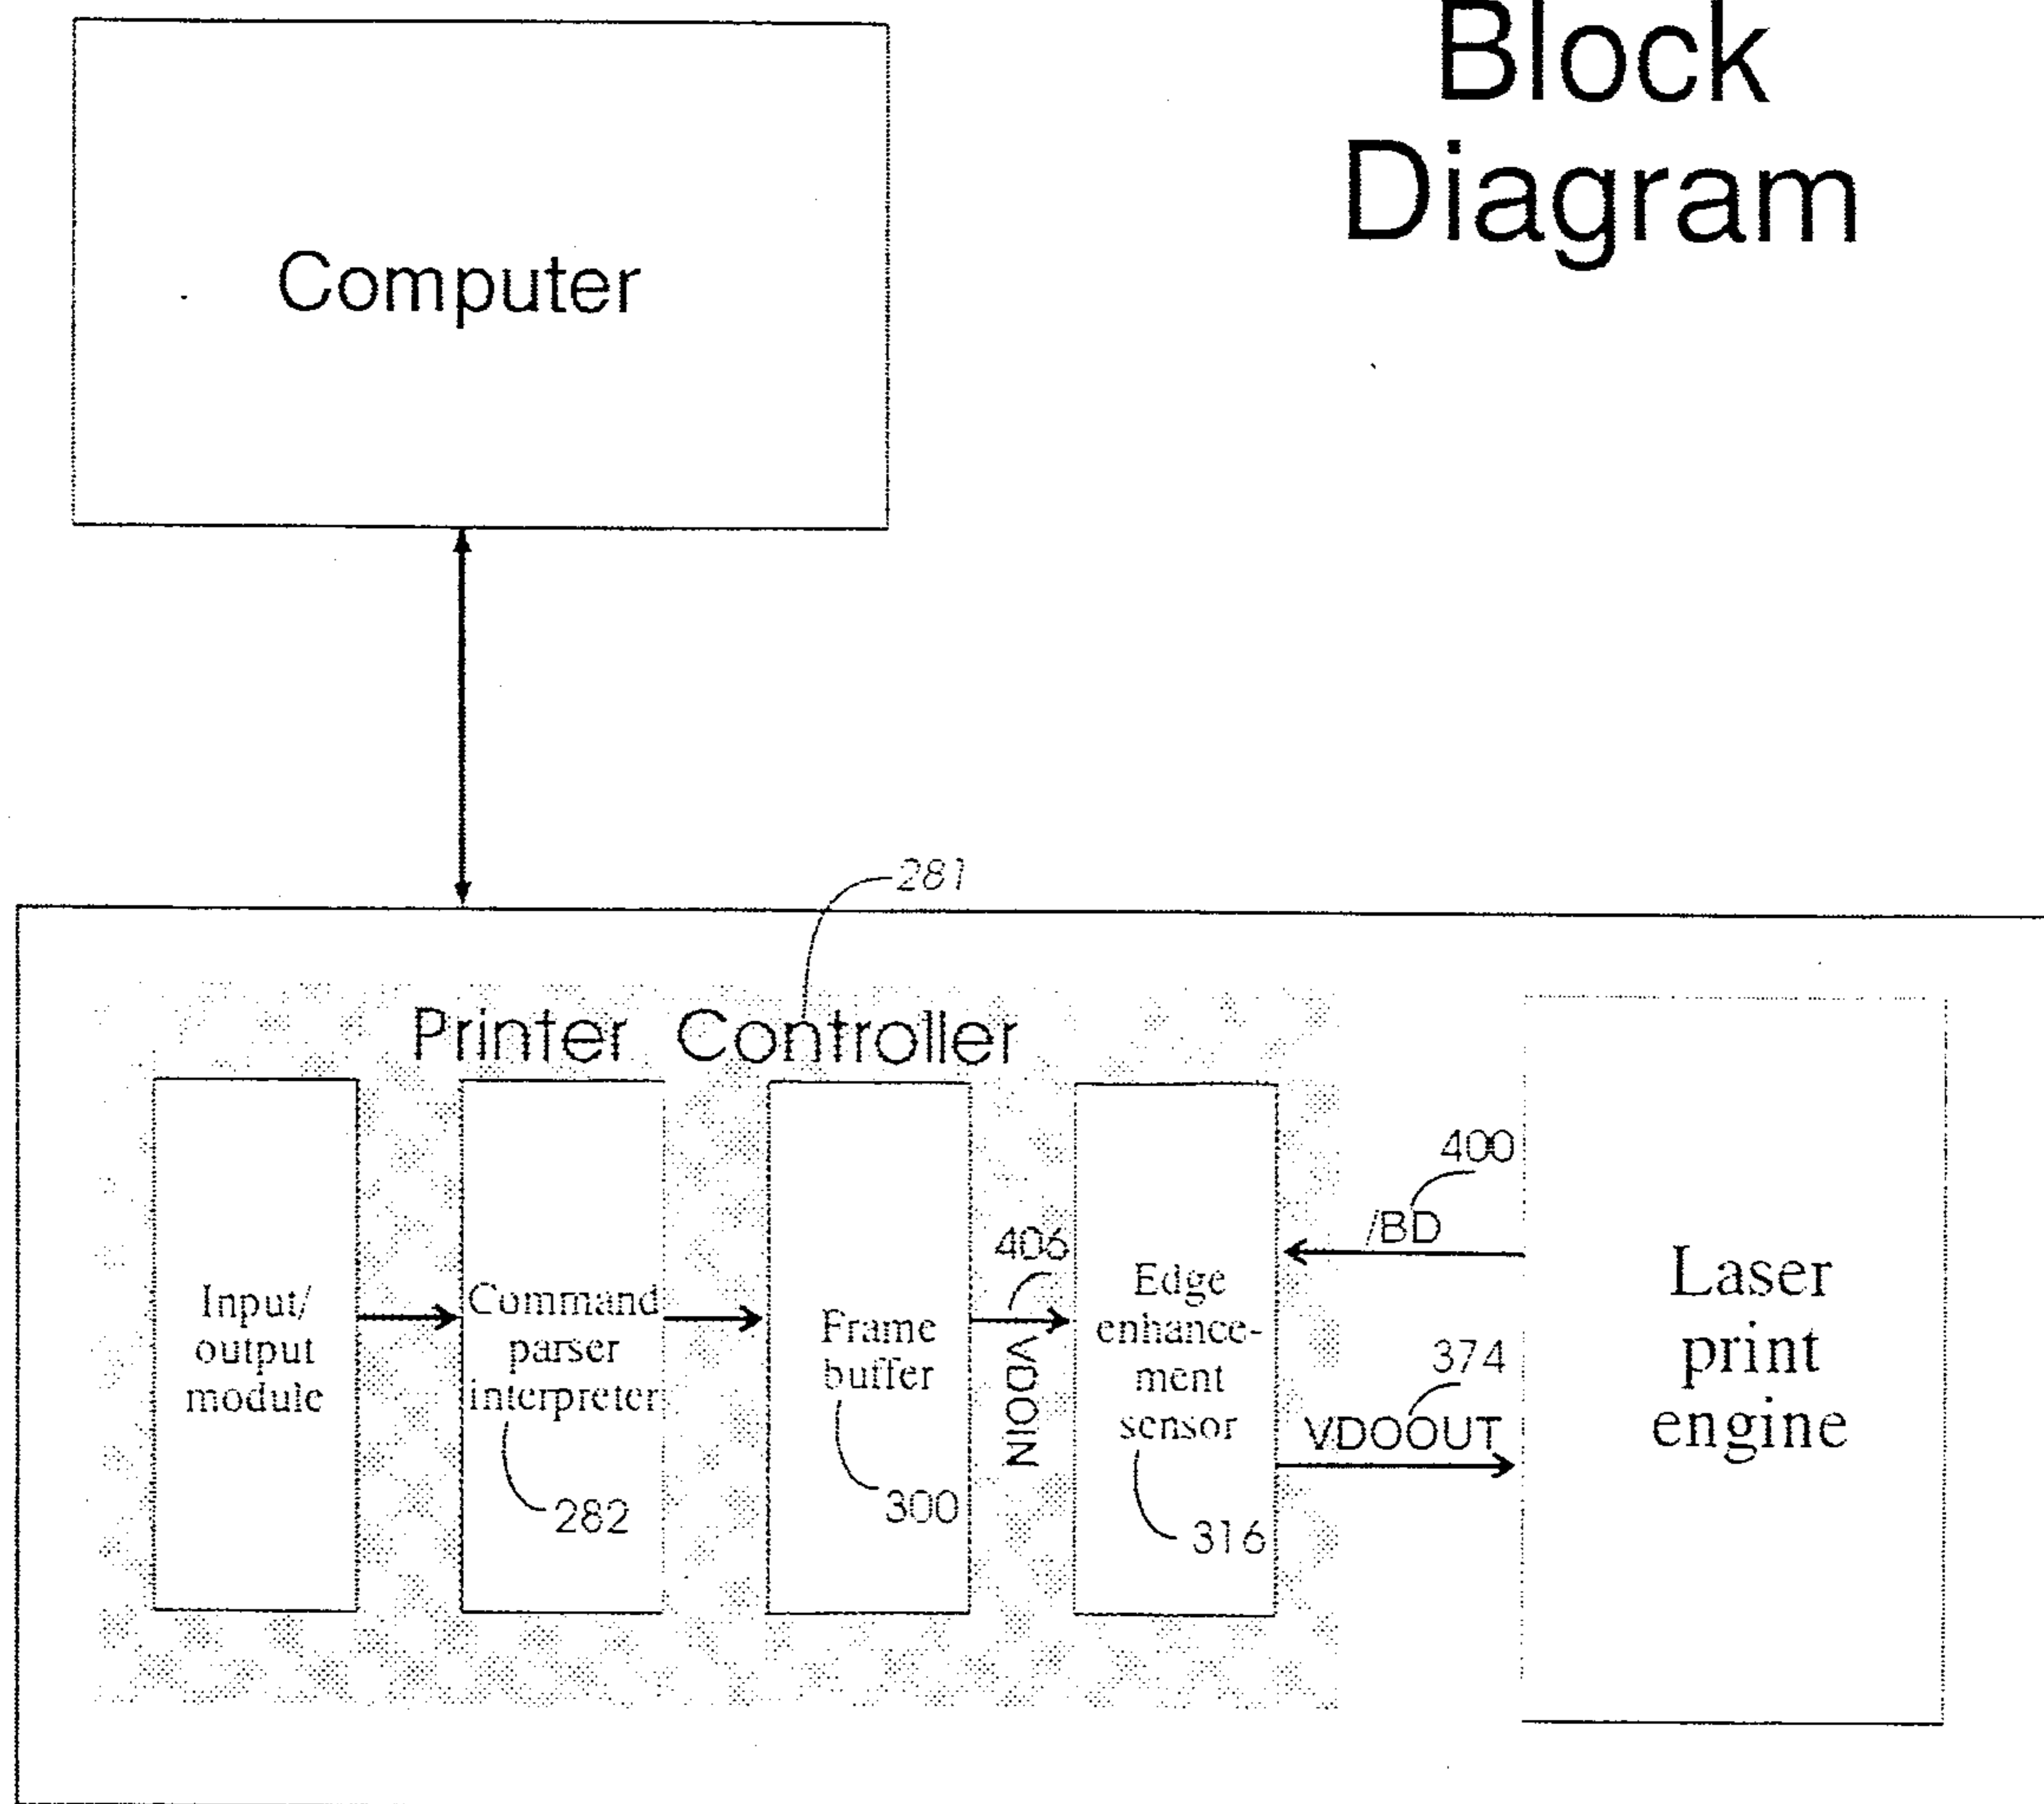 Block
Diagram
Computer
281
Printer Controller
Input/
output
module
Command
parser
interpreter
282
Frame
buffer
300
406
VDOIN
Edge
enhance-
ment
sensor
316
400
/BD
374
VDOOUT
Laser
print
engine